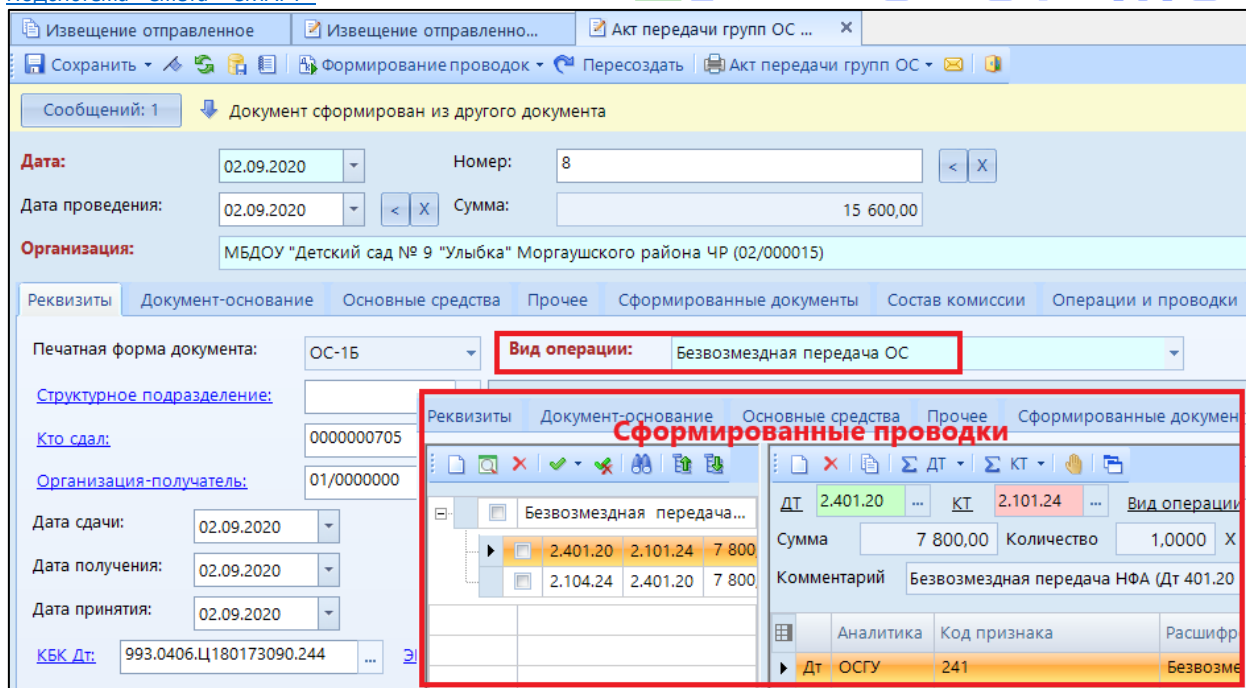 Извещение отправленное Извещение отправленно... Акт передачи групп ОС ... ×
Сохранить Формирование проводок Пересоздать Акт передачи групп ОС
Сообщений: 1 Документ сформирован из другого документа
Дата: 02.09.2020 Номер: 8 < X
Дата проведения: 02.09.2020 < X Сумма: 15 600,00
Организация: МБДОУ "Детский сад № 9 "Улыбка" Моргаушского района ЧР (02/000015)
Реквизиты Документ-основание Основные средства Прочее Сформированные документы Состав комиссии Операции и проводки
Печатная форма документа: ОС-1Б Вид операции: Безвозмездная передача ОС
Структурное подразделение:
Кто сдал: 0000000705
Организация-получатель: 01/0000000
Дата сдачи: 02.09.2020
Дата получения: 02.09.2020
Дата принятия: 02.09.2020
КБК Дт: 993.0406.Ц180173090.244 ...
Реквизиты Документ-основание Основные средства Прочее Сформированные докумен
Сформированные проводки
Σ ДТ Σ КТ
Безвозмездная передача...
2.401.20 2.101.24 7 800
2.104.24 2.401.20 7 800
ДТ 2.401.20 ... КТ 2.101.24 ... Вид операции
Сумма 7 800,00 Количество 1,0000 X
Комментарий Безвозмездная передача НФА (Дт 401.20
Аналитика Код признака Расшифр
Дт ОСГУ 241 Безвозме